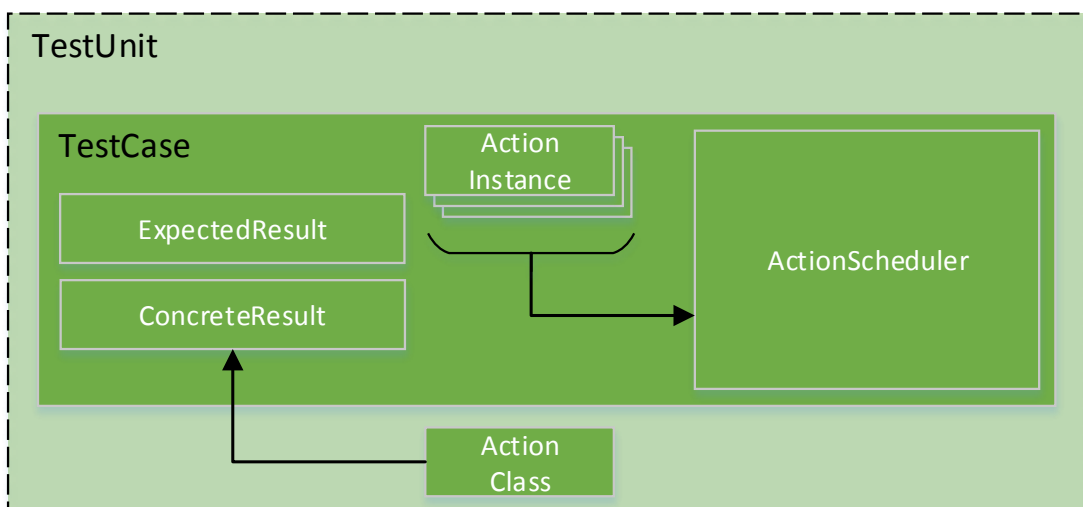 TestUnit
TestCase
Action
Instance
ExpectedResult
ActionScheduler
ConcreteResult
Action
Class